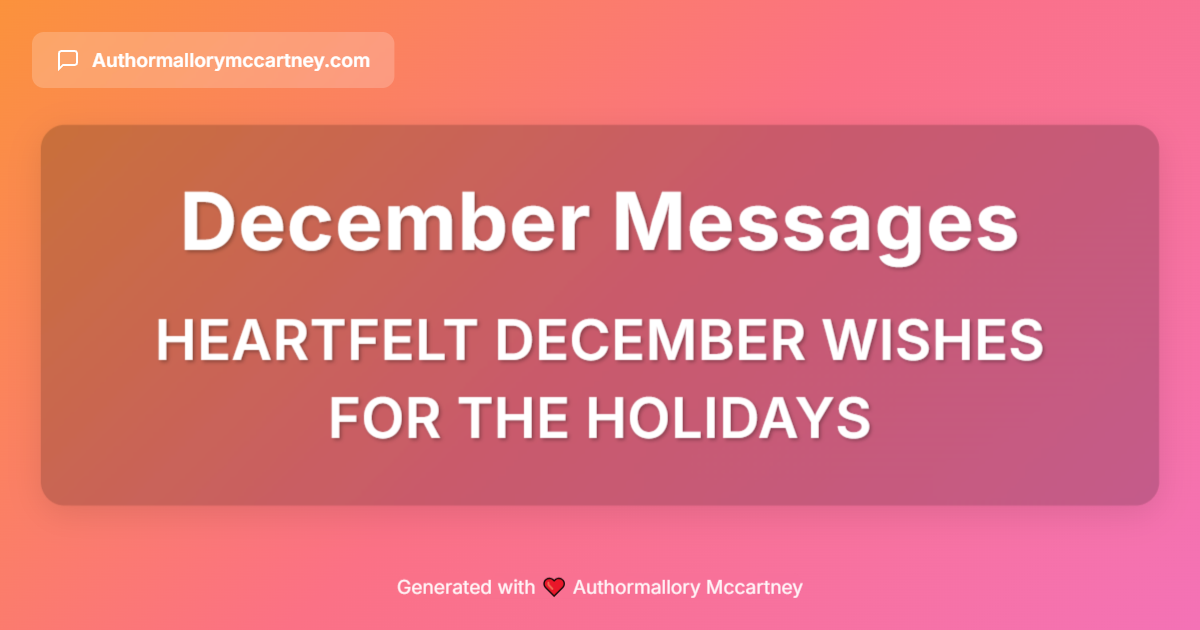 Authormallorymccartney.com
December Messages
HEARTFELT DECEMBER WISHES
FOR THE HOLIDAYS
Generated with ❤️ Authormallory Mccartney